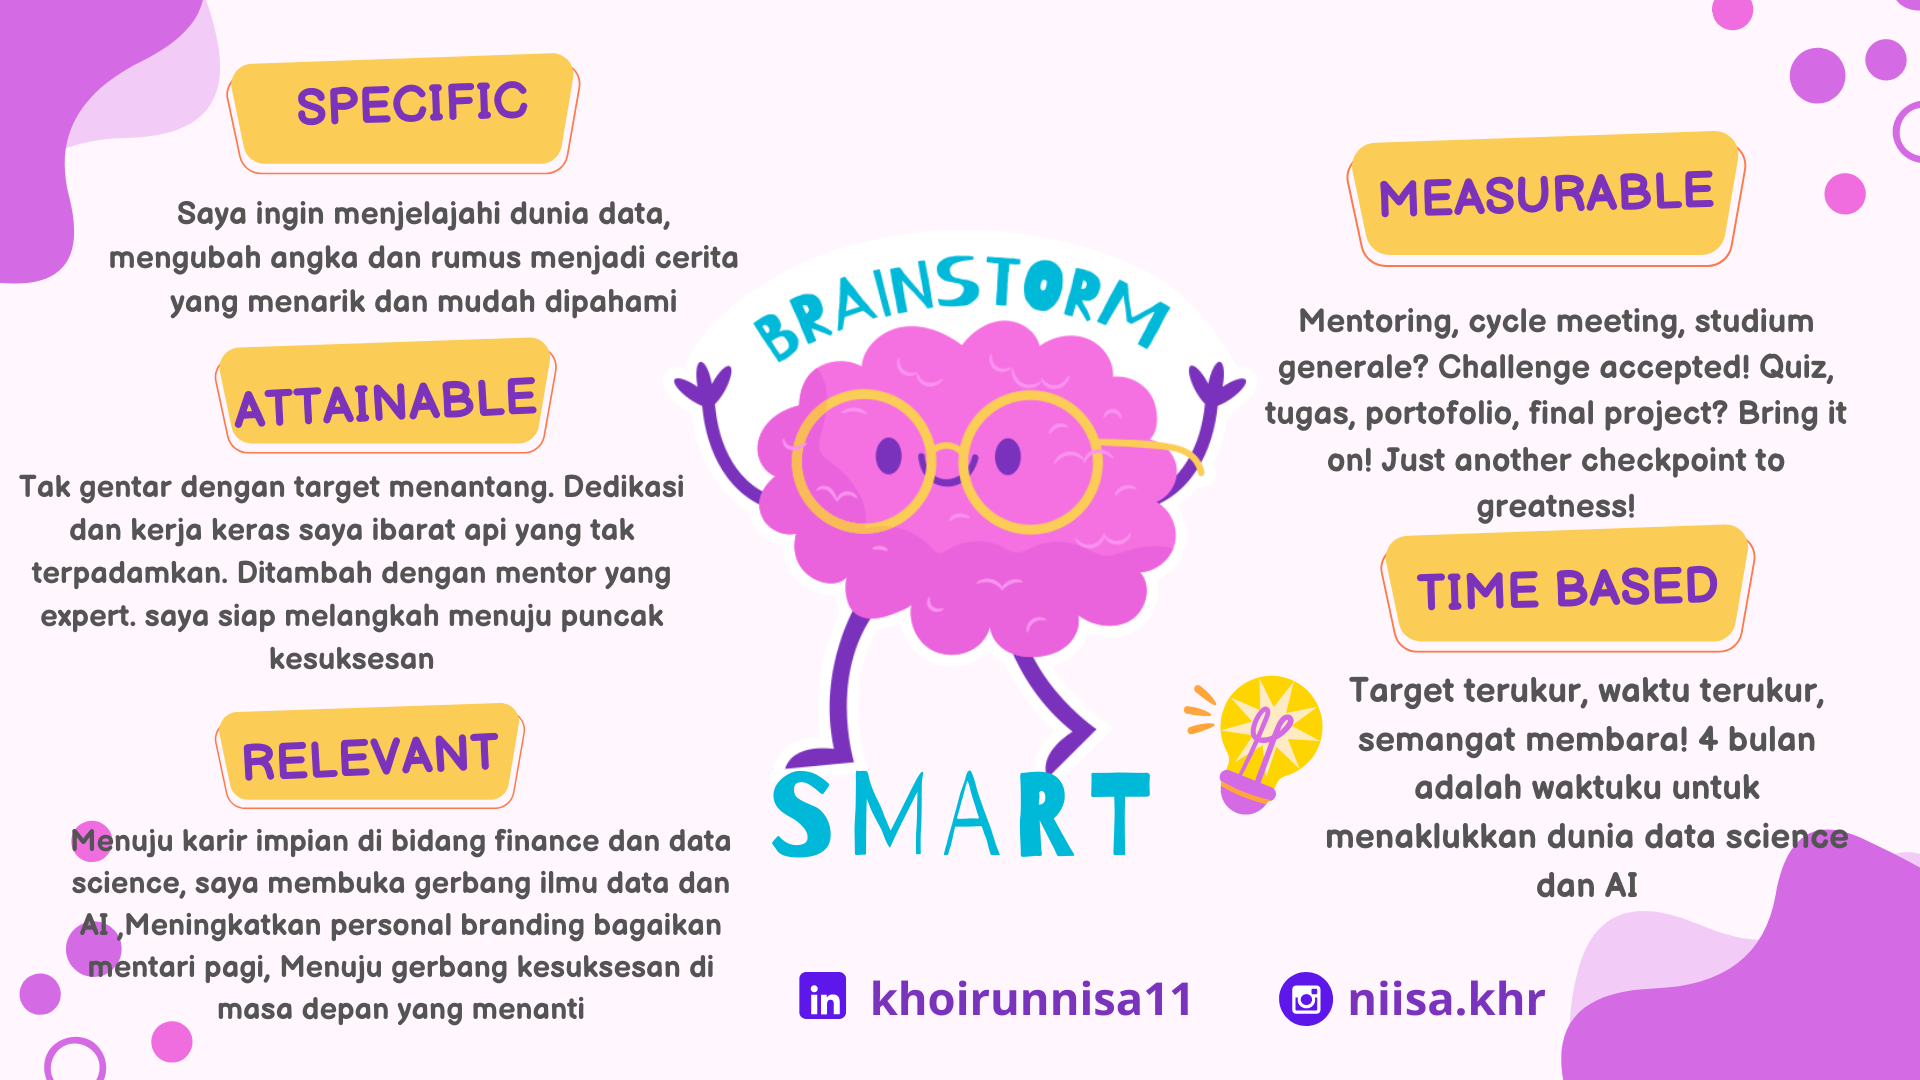 SPECIFIC
Saya ingin menjelajahi dunia data,
mengubah angka dan rumus menjadi cerita
yang menarik dan mudah dipahami
ATTAINABLE
Tak gentar dengan target menantang. Dedikasi
dan kerja keras saya ibarat api yang tak
terpadamkan. Ditambah dengan mentor yang
expert. saya siap melangkah menuju puncak
kesuksesan
RELEVANT
Menuju karir impian di bidang finance dan data
science, saya membuka gerbang ilmu data dan
AI ,Meningkatkan personal branding bagaikan
mentari pagi, Menuju gerbang kesuksesan di
masa depan yang menanti
BRAINSTORM
SMART
MEASURABLE
Mentoring, cycle meeting, studium
generale? Challenge accepted! Quiz,
tugas, portofolio, final project? Bring it
on! Just another checkpoint to
greatness!
TIME BASED
Target terukur, waktu terukur,
semangat membara! 4 bulan
adalah waktuku untuk
menaklukkan dunia data science
dan AI
in khoirunnisa11
niisa.khr